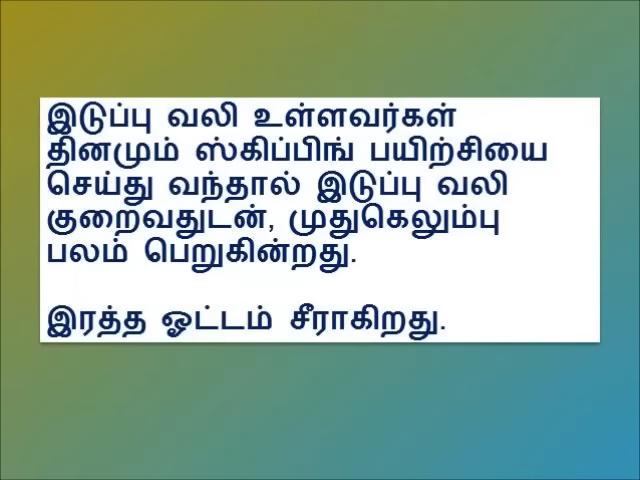 இடுப்பு வலி உள்ளவர்கள்
தினமும் ஸ்கிப்பிங் பயிற்சியை
செய்து வந்தால் இடுப்பு வலி
குறைவதுடன், முதுகெலும்பு
பலம் பெறுகின்றது.
இரத்த ஓட்டம் சீராகிறது.